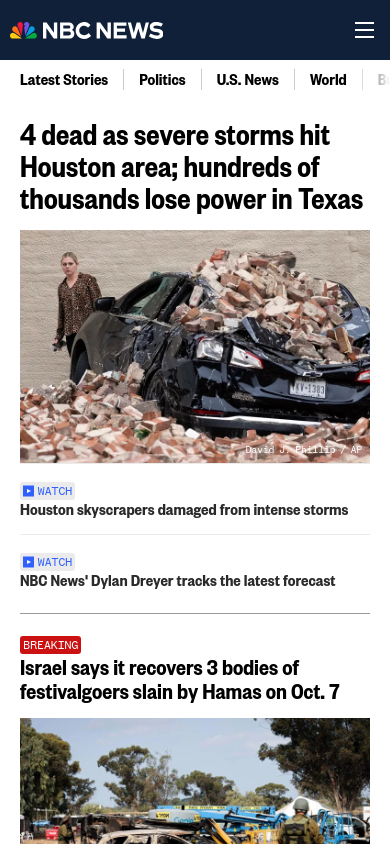 NBC NEWS
Latest Stories
Politics
U.S. News
World
4 dead as severe storms hit
Houston area; hundreds of
thousands lose power in Texas
David J. Phillip / AP
WATCH
Houston skyscrapers damaged from intense storms
WATCH
NBC News' Dylan Dreyer tracks the latest forecast
BREAKING
Israel says it recovers 3 bodies of
festivalgoers slain by Hamas on Oct. 7